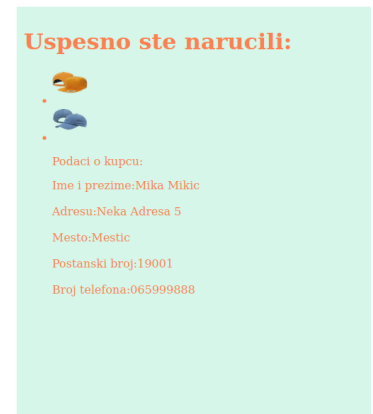 Uspesno ste narucili:
Podaci o kupcu:
Ime i prezime:Mika Mikic
Adresu:Neka Adresa 5
Mesto:Mestic
Postanski broj:19001
Broj telefona:065999888